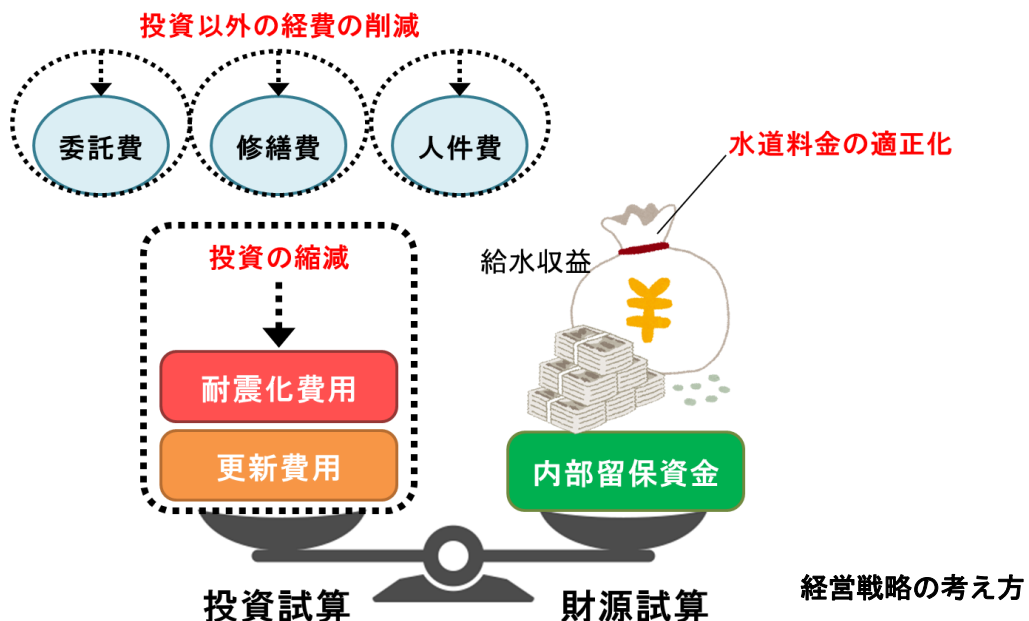 投資以外の経費の削減
委託費
修繕費
人件費
水道料金の適正化
投資の縮減
給水収益
¥
耐震化費用
更新費用
内部留保資金
投資試算
財源試算
経営戦略の考え方